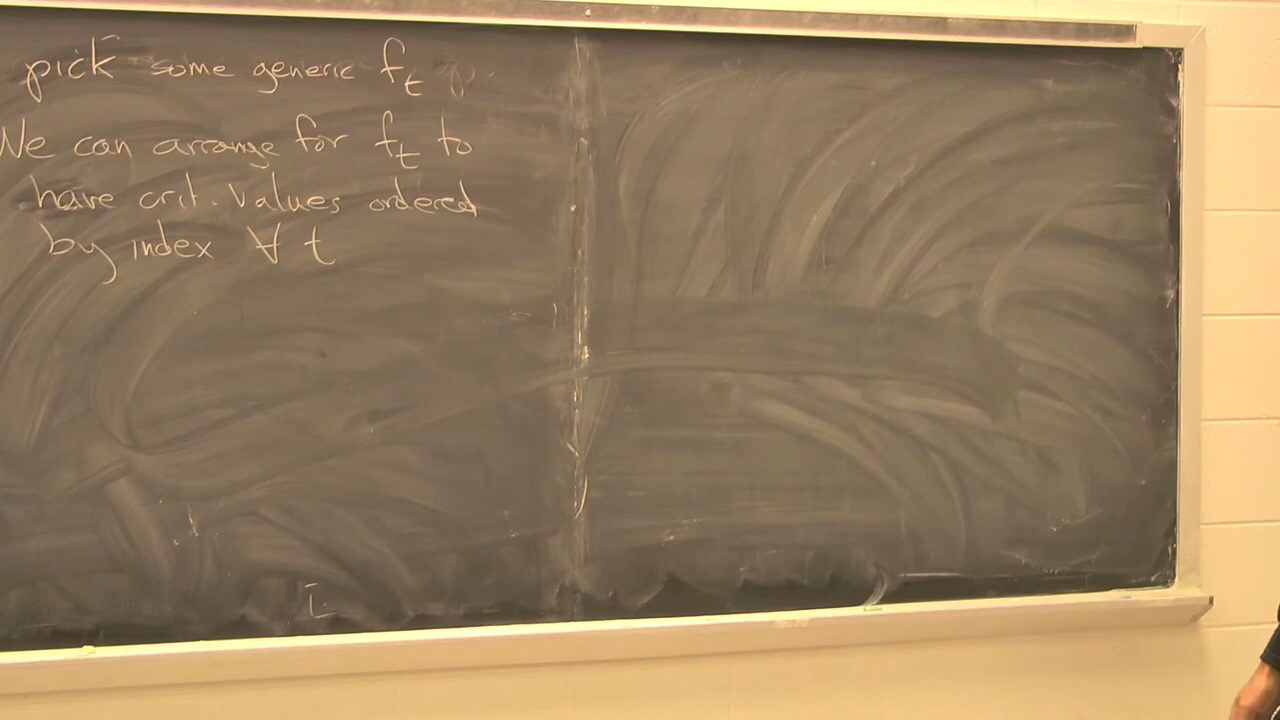 pick some generic f_t
We can arrange for f_t to
have crit. values ordered
by index ∀ t